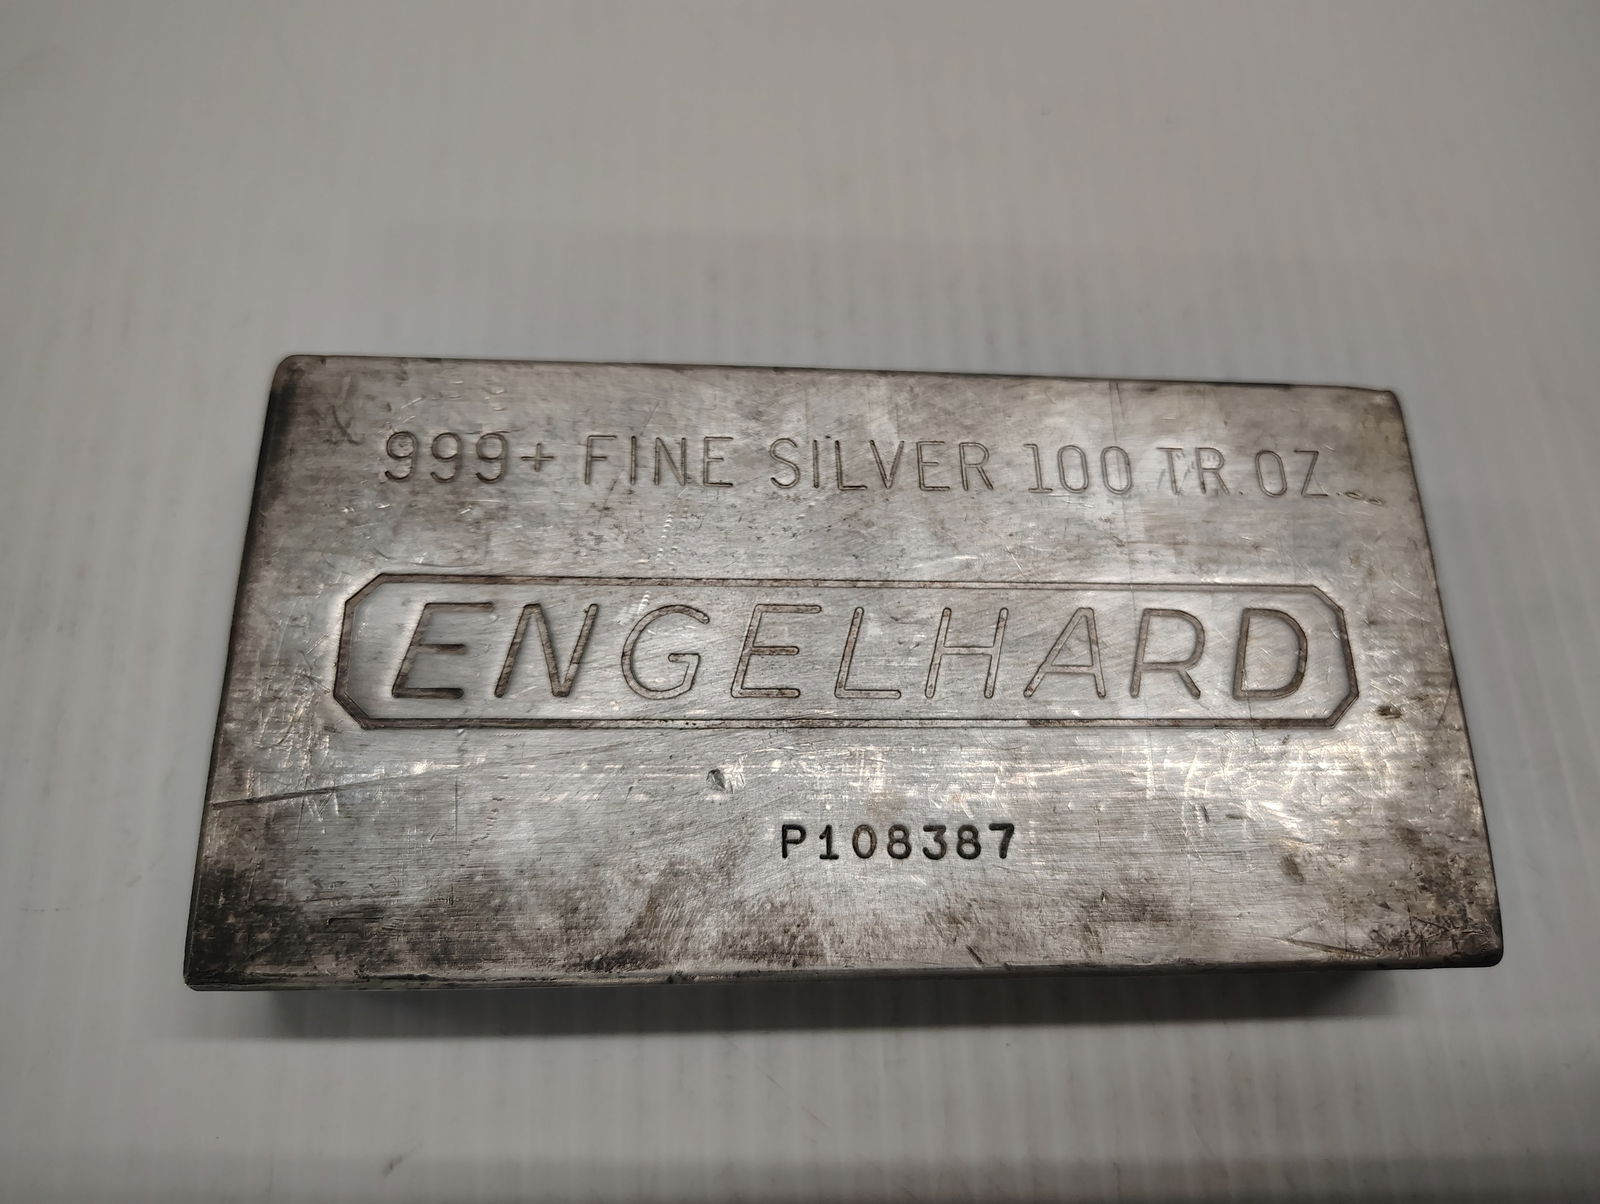 999+ FINE SILVER 100 TR. OZ.
ENGELHARD
P108387